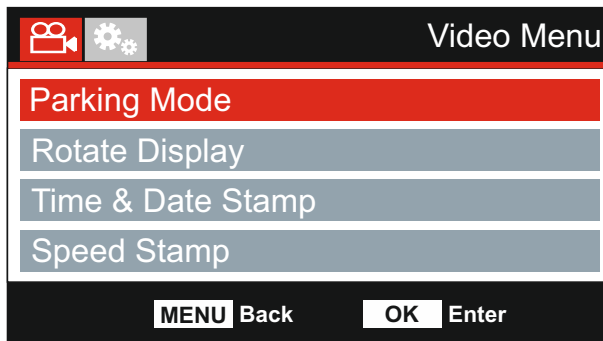 Video Menu
Parking Mode
Rotate Display
Time & Date Stamp
Speed Stamp
MENU Back OK Enter